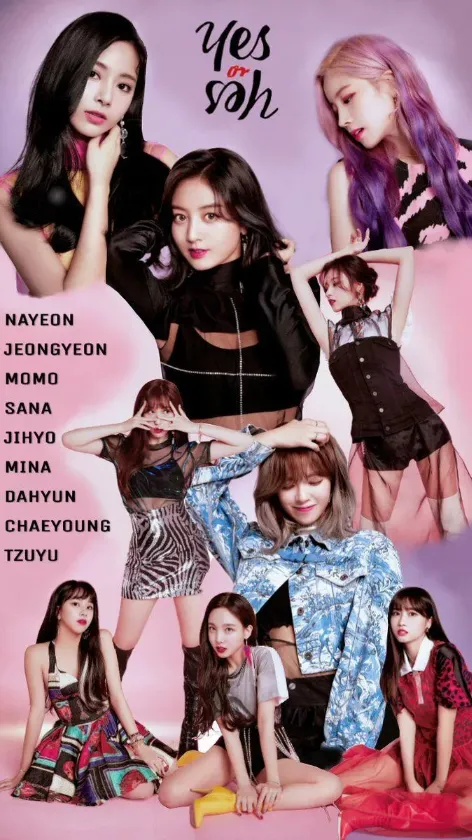 Yes
or
Yes
NAYEON
JEONGYEON
MOMO
SANA
JIHYO
MINA
DAHYUN
CHAEYOUNG
TZUYU